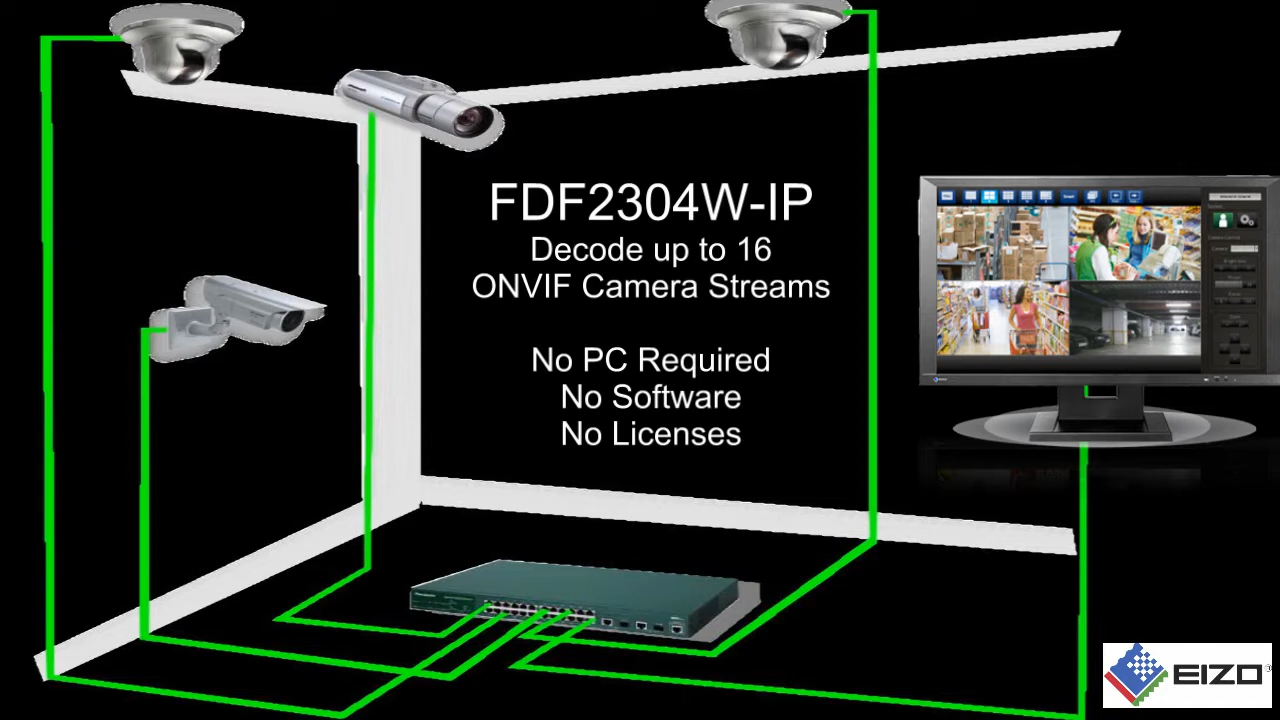 FDF2304W-IP
Decode up to 16
ONVIF Camera Streams
No PC Required
No Software
No Licenses
EIZO